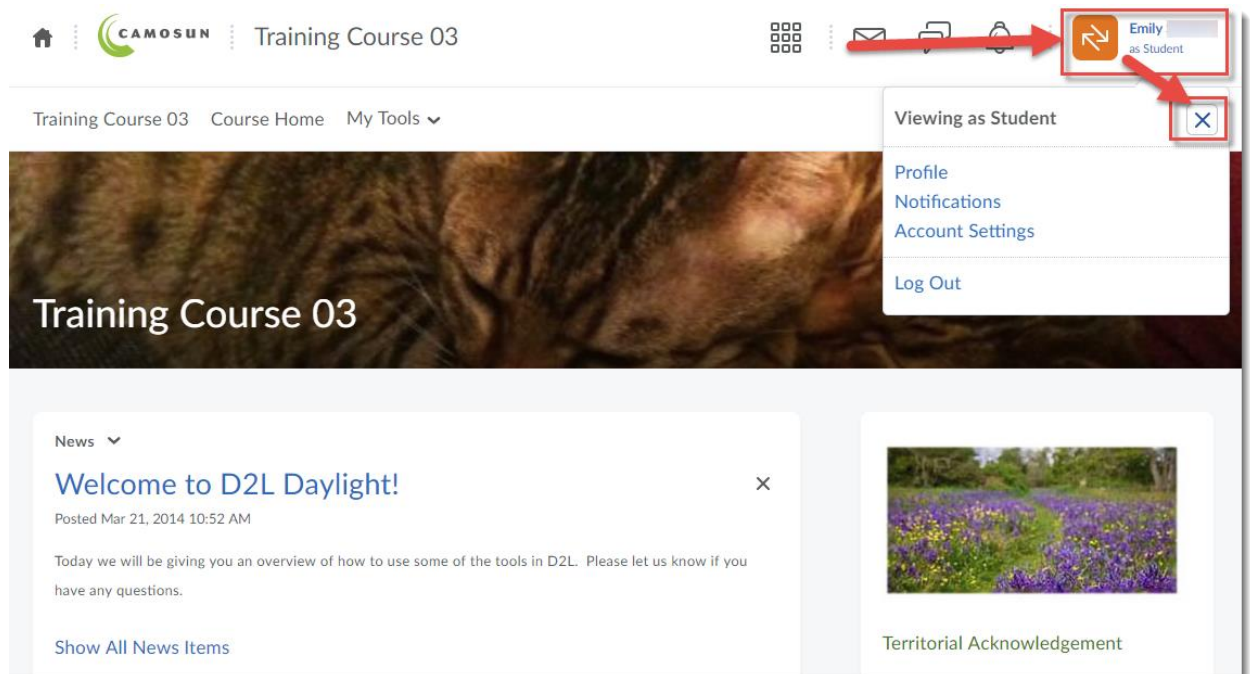 CAMOSUN
Training Course 03
Emily
as Student
Training Course 03 Course Home My Tools
Viewing as Student
Profile
Notifications
Account Settings
Log Out
Training Course 03
News
Welcome to D2L Daylight!
Posted Mar 21, 2014 10:52 AM
Today we will be giving you an overview of how to use some of the tools in D2L. Please let us know if you
have any questions.
Show All News Items
Territorial Acknowledgement